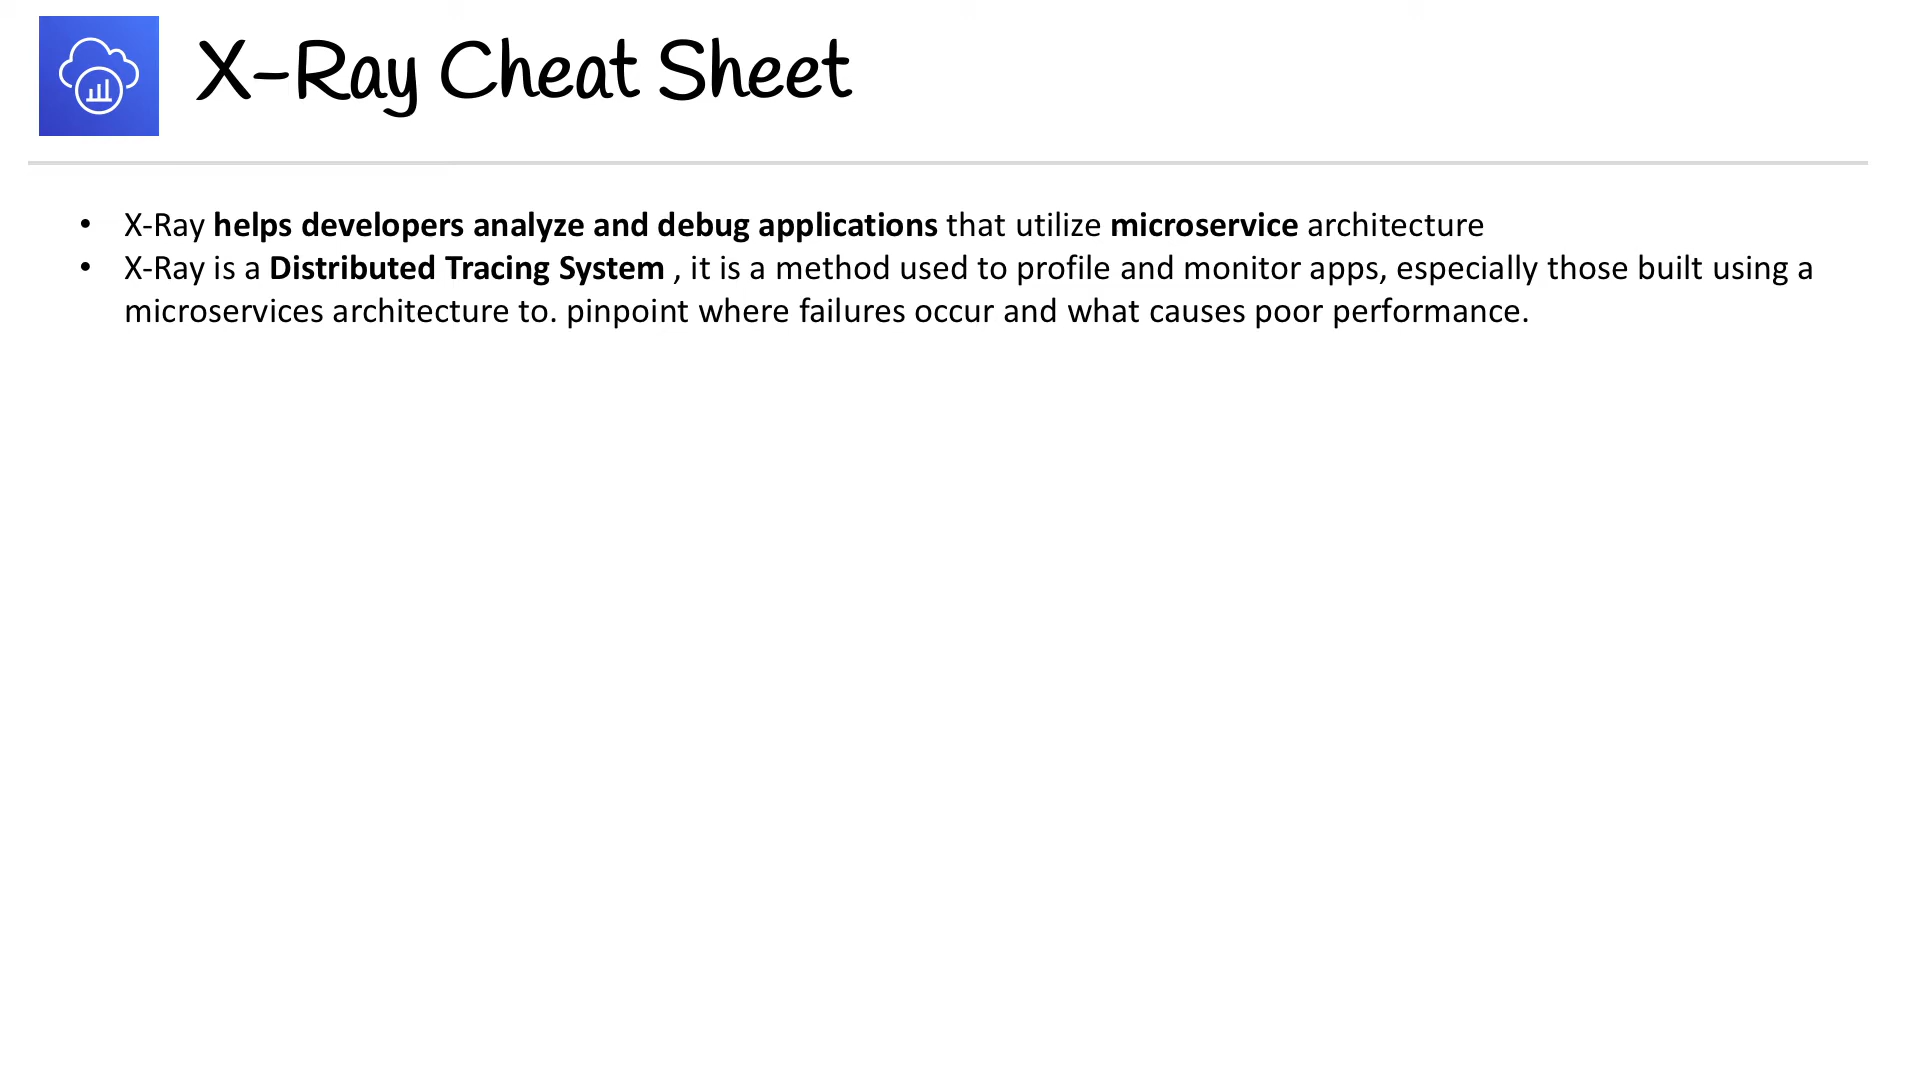 X-Ray Cheat Sheet
• X-Ray helps developers analyze and debug applications that utilize microservice architecture
• X-Ray is a Distributed Tracing System , it is a method used to profile and monitor apps, especially those built using a
microservices architecture to. pinpoint where failures occur and what causes poor performance.